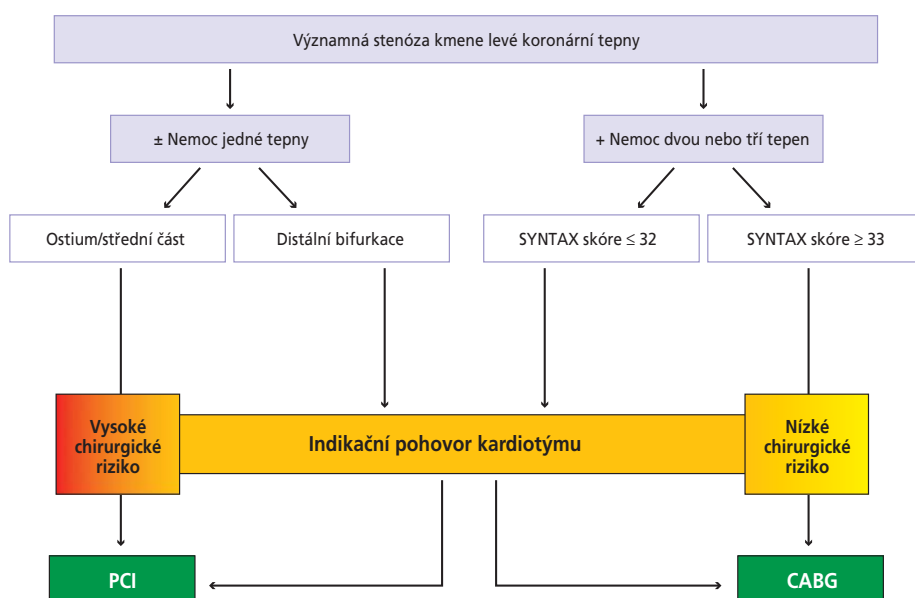 Významná stenóza kmene levé koronární tepny
± Nemoc jedné tepny
+ Nemoc dvou nebo tří tepen
Ostium/střední část
Distální bifurkace
SYNTAX skóre ≤ 32
SYNTAX skóre ≥ 33
Vysoké
chirurgické
riziko
Indikační pohovor kardiotýmu
Nízké
chirurgické
riziko
PCI
CABG